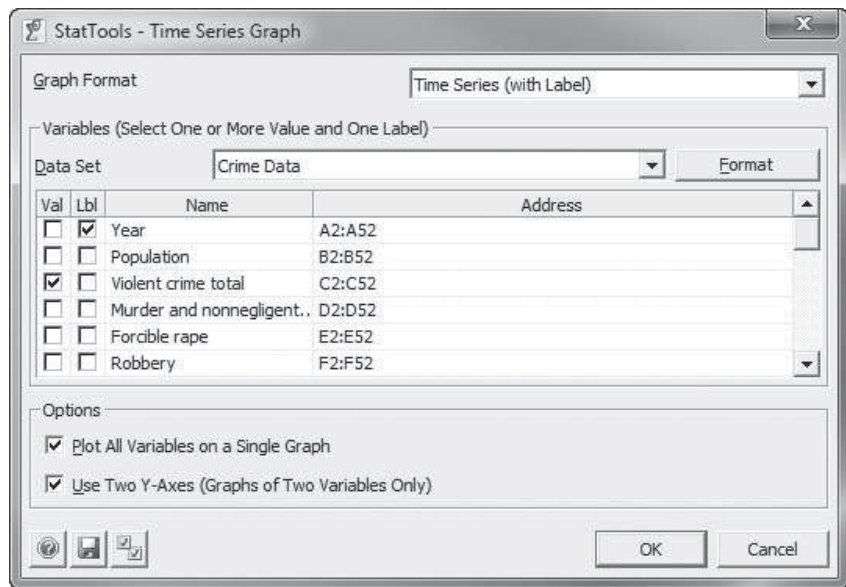 StatTools - Time Series Graph
Graph Format
Time Series (with Label)
Variables (Select One or More Value and One Label)
Data Set
Crime Data
Format
Val Lbl Name Address
Year A2:A52
Population B2:B52
Violent crime total C2:C52
Murder and nonnegligent.. D2:D52
Forcible rape E2:E52
Robbery F2:F52
Options
Plot All Variables on a Single Graph
Use Two Y-Axes (Graphs of Two Variables Only)
OK
Cancel